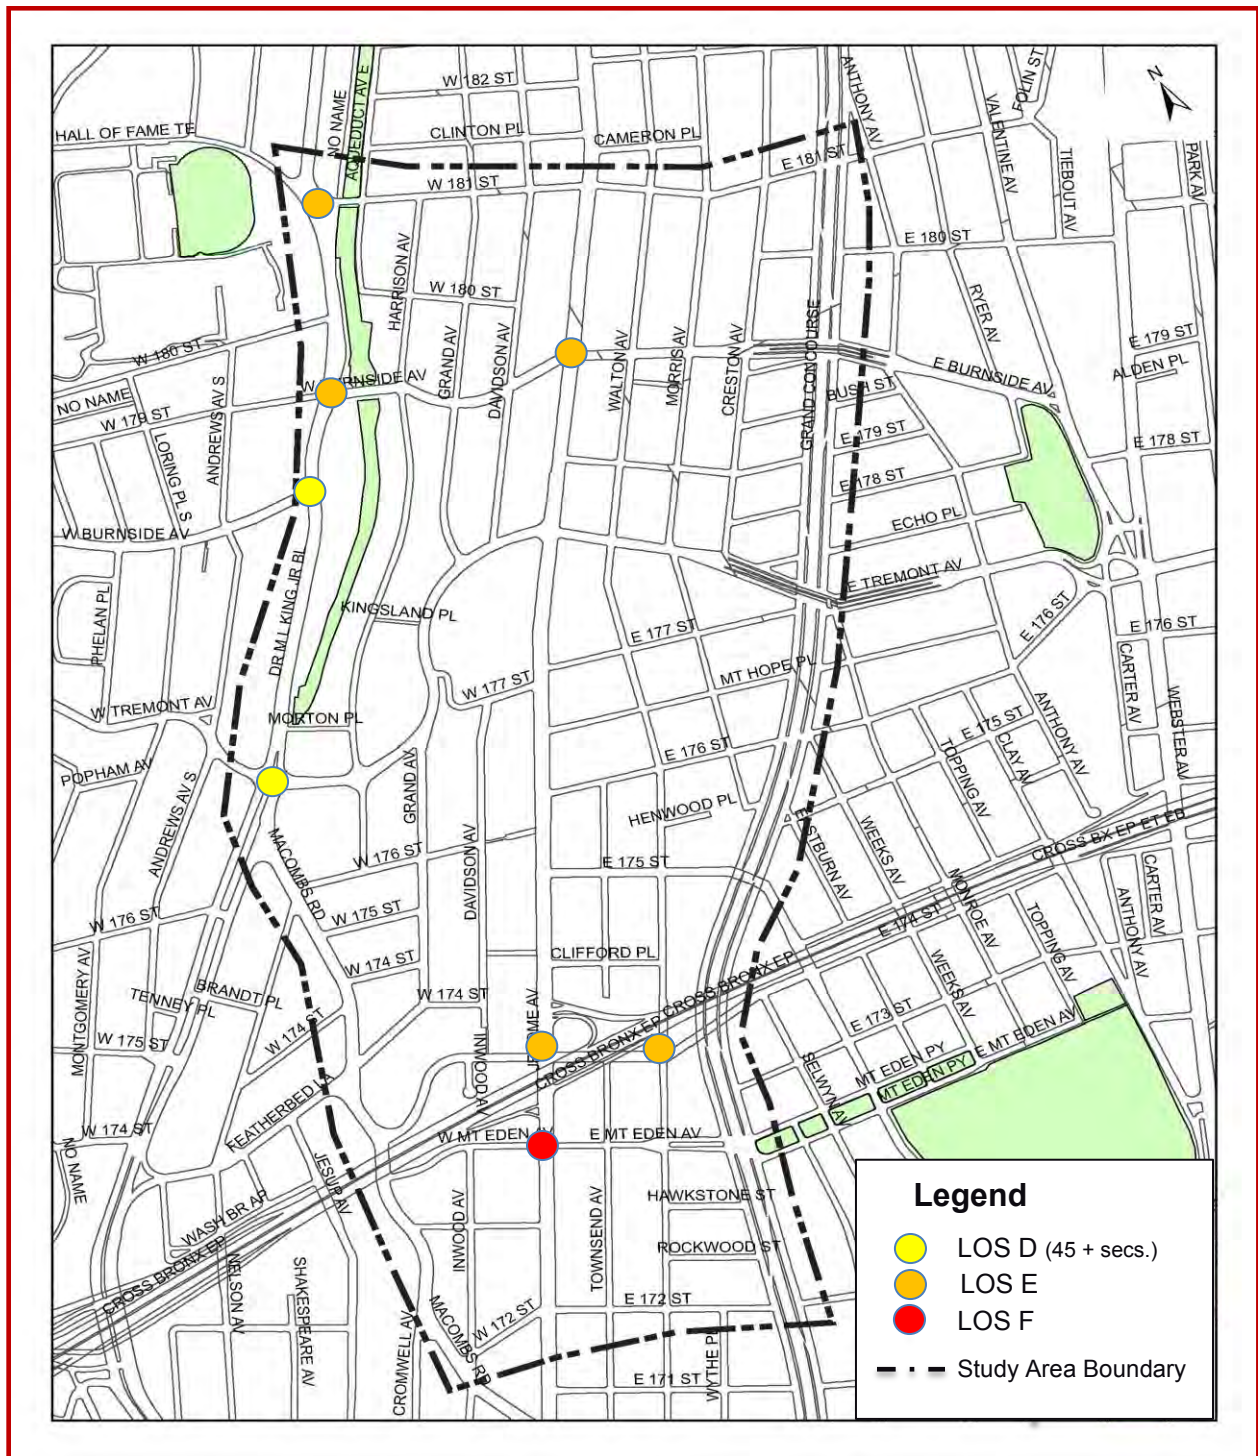 W 182 ST
CLINTON PL
CAMERON PL
HALL OF FAME TE
NO NAME
AQUEDUCT AV E
ANTHONY AV
VALENTINE AV
FOLIN ST
TIEBOUT AV
PARK AV
N
W 181 ST
E 181 ST
E 180 ST
HARRISON AV
W 180 ST
W 180 ST
GRAND AV
DAVIDSON AV
WALTON AV
MORRIS AV
CRESTON AV
GRAND CONCOURSE
RYER AV
E 179 ST
ALDEN PL
E BURNSIDE AV
BUSH ST
NO NAME
W 179 ST
LORING PL S
ANDREWS AV S
E 179 ST
E 178 ST
E 178 ST
ECHO PL
W BURNSIDE AV
E TREMONT AV
PHELAN PL
DR M L KING JR BL
KINGSLAND PL
E 177 ST
E 176 ST
E 176 ST
CARTER AV
WEBSTER AV
MT HOPE PL
W 177 ST
W TREMONT AV
MORTON PL
E 175 ST
ANTHONY AV
CLAY AV
TOPPING AV
E 176 ST
POPHAM AV
ANDREWS AV S
GRAND AV
HENWOOD PL
EASTBURN AV
WEEKS AV
CROSS BX EP ET EB
MACOMBS RD
W 176 ST
DAVIDSON AV
E 175 ST
MONROE AV
TOPPING AV
CARTER AV
ANTHONY AV
W 176 ST
W 175 ST
E 174 ST
W 174 ST
CLIFFORD PL
WEEKS AV
MONTGOMERY AV
BRANDT PL
TENNEY PL
W 174 ST
W 174 ST
CROSS BRONX EP
CROSS BRONX EP
E 173 ST
W 175 ST
INWOOD AV
JEROME AV
SELWYN AV
MT EDEN PY
E MT EDEN AV
MT EDEN PY
FEATHERBED LA
W 174 ST
W MT EDEN AV
E MT EDEN AV
NO NAME
JESUP AV
INWOOD AV
TOWNSEND AV
HAWKSTONE ST
ROCKWOOD ST
WASH BR AP
CROSS BRONX EP
NELSON AV
SHAKESPEARE AV
CROMWELL AV
MACOMBS RD
W 172 ST
E 172 ST
WYTHE PL
E 171 ST
Legend
LOS D (45 + secs.)
LOS E
LOS F
Study Area Boundary